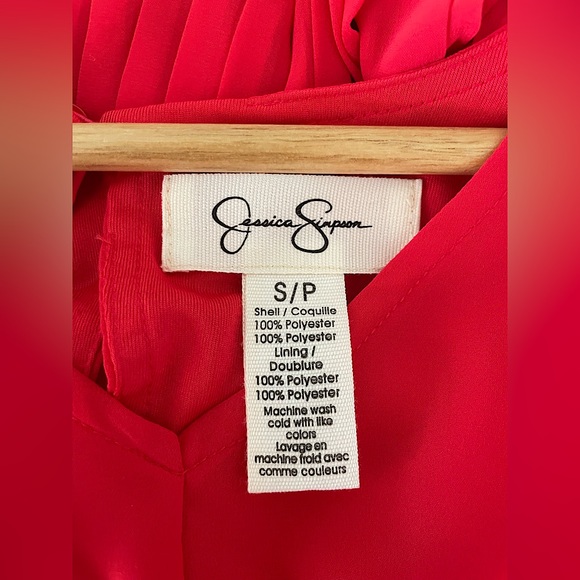 Jessica Simpson
S/P
Shell / Coquille
100% Polyester
100% Polyester
Lining /
Doublure
100% Polyester
100% Polyester
Machine wash
cold with like
colors
Lavage en
machine froid avec
comme couleurs